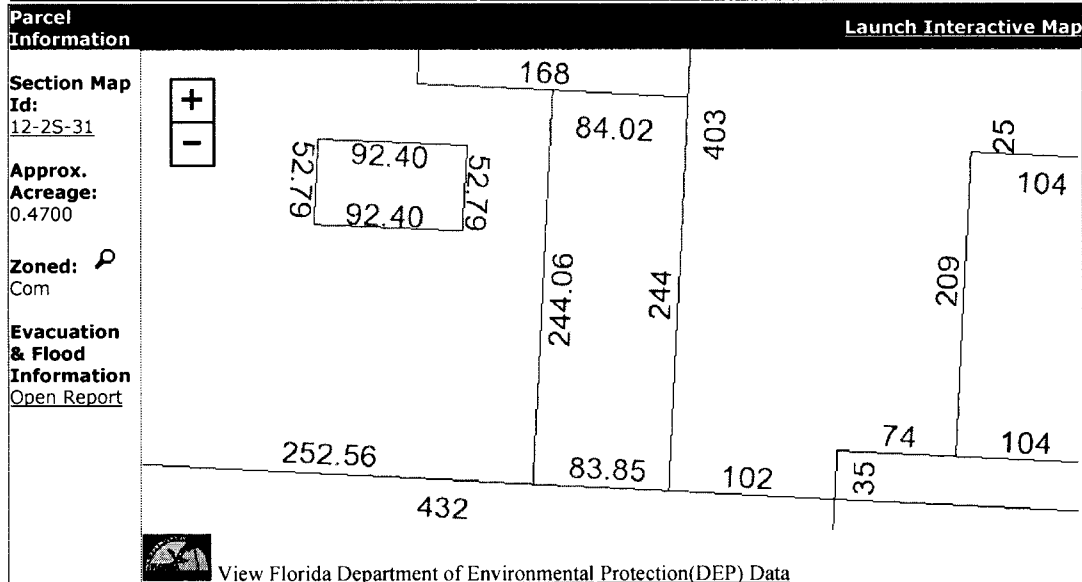 Parcel Information
Launch Interactive Map
Section Map Id:
12-2S-31
Approx. Acreage:
0.4700
Zoned:
Com
Evacuation & Flood Information
Open Report
+
−
168
84.02
403
25
104
52.79
92.40
52.79
92.40
244.06
244
209
252.56
83.85
102
74
104
35
432
View Florida Department of Environmental Protection(DEP) Data